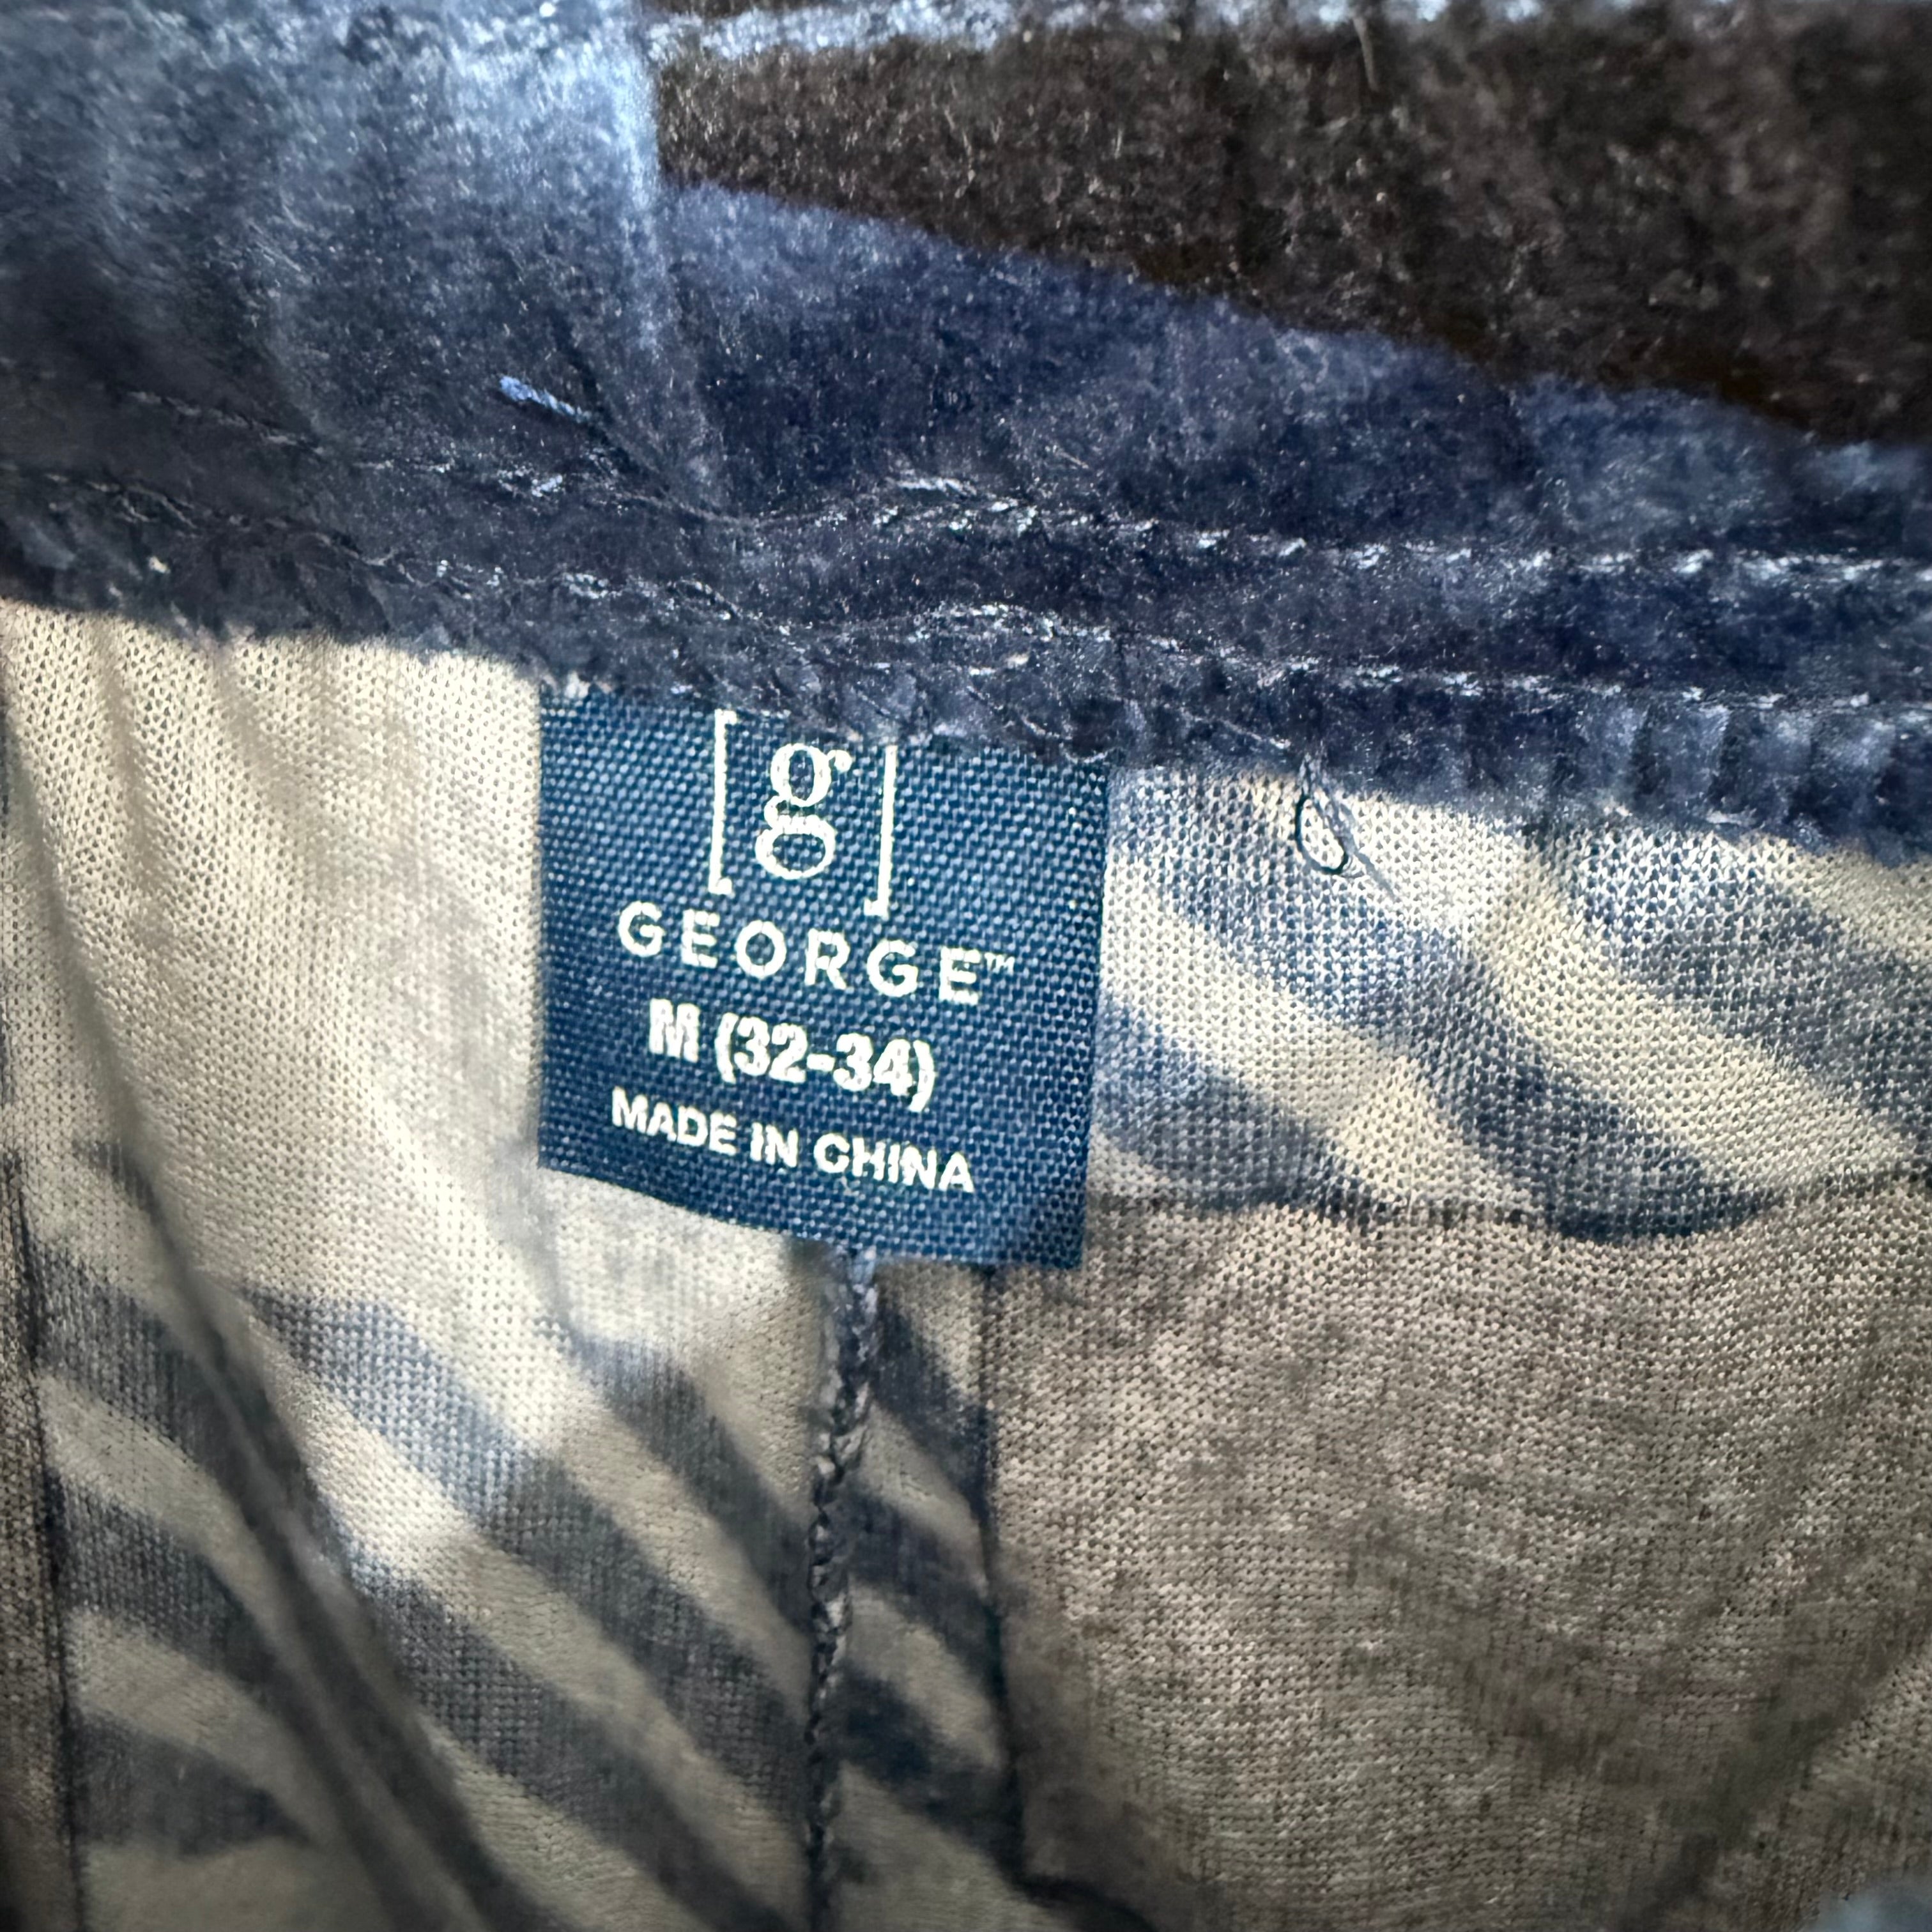 [g]
GEORGE™
M (32-34)
MADE IN CHINA